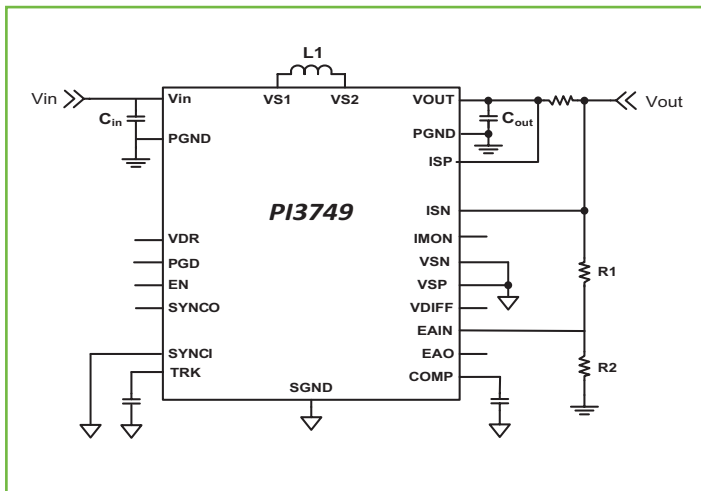 L1
Vin
Vin
VS1
VS2
VOUT
Vout
Cin
Cout
PGND
PGND
ISP
PI3749
ISN
VDR
IMON
PGD
VSN
R1
EN
VSP
SYNCO
VDIFF
EAIN
SYNCI
EAO
R2
TRK
COMP
SGND